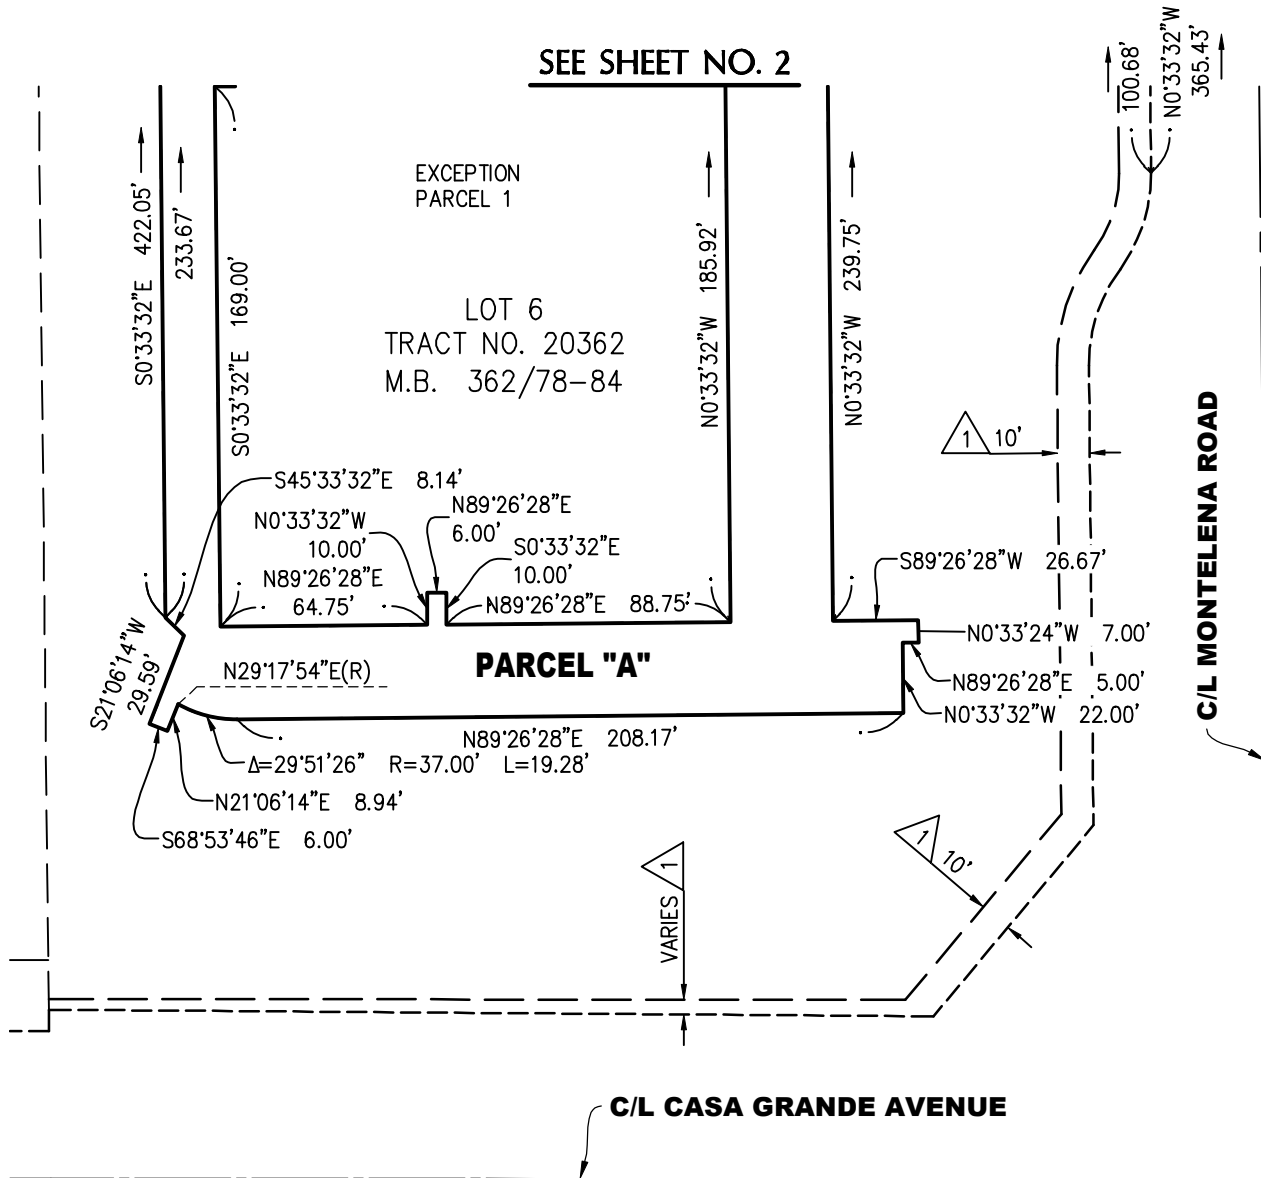 SEE SHEET NO. 2
100.68'
N0°33'32"W
365.43'
EXCEPTION
PARCEL 1
S0°33'32"E 422.05'
233.67'
S0°33'32"E 169.00'
N0°33'32"W 185.92'
N0°33'32"W 239.75'
LOT 6
TRACT NO. 20362
M.B. 362/78-84
1 10'
C/L MONTELENA ROAD
S45°33'32"E 8.14'
N0°33'32"W
10.00'
N89°26'28"E
6.00'
S0°33'32"E
10.00'
N89°26'28"E
64.75'
N89°26'28"E 88.75'
S89°26'28"W 26.67'
N0°33'24"W 7.00'
N89°26'28"E 5.00'
N0°33'32"W 22.00'
S21°06'14"W
29.59'
N29°17'54"E(R)
PARCEL "A"
N89°26'28"E 208.17'
Δ=29°51'26" R=37.00' L=19.28'
N21°06'14"E 8.94'
S68°53'46"E 6.00'
1 10'
VARIES 1
C/L CASA GRANDE AVENUE